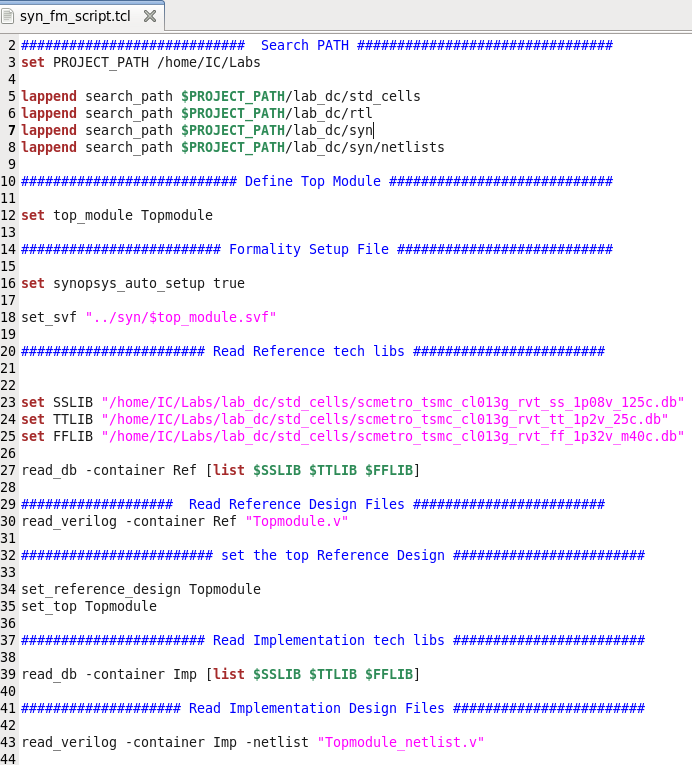 syn_fm_script.tcl
2 ############################  Search PATH ################################
3 set PROJECT_PATH /home/IC/Labs
4
5 lappend search_path $PROJECT_PATH/lab_dc/std_cells
6 lappend search_path $PROJECT_PATH/lab_dc/rtl
7 lappend search_path $PROJECT_PATH/lab_dc/syn
8 lappend search_path $PROJECT_PATH/lab_dc/syn/netlists
9
10 ########################### Define Top Module ############################
11
12 set top_module Topmodule
13
14 ######################### Formality Setup File ###########################
15
16 set synopsys_auto_setup true
17
18 set_svf "../syn/$top_module.svf"
19
20 ####################### Read Reference tech libs ########################
21
22
23 set SSLIB "/home/IC/Labs/lab_dc/std_cells/scmetro_tsmc_cl013g_rvt_ss_1p08v_125c.db"
24 set TTLIB "/home/IC/Labs/lab_dc/std_cells/scmetro_tsmc_cl013g_rvt_tt_1p2v_25c.db"
25 set FFLIB "/home/IC/Labs/lab_dc/std_cells/scmetro_tsmc_cl013g_rvt_ff_1p32v_m40c.db"
26
27 read_db -container Ref [list $SSLIB $TTLIB $FFLIB]
28
29 ###################  Read Reference Design Files ########################
30 read_verilog -container Ref "Topmodule.v"
31
32 ######################## set the top Reference Design ########################
33
34 set_reference_design Topmodule
35 set_top Topmodule
36
37 ####################### Read Implementation tech libs ########################
38
39 read_db -container Imp [list $SSLIB $TTLIB $FFLIB]
40
41 #################### Read Implementation Design Files ########################
42
43 read_verilog -container Imp -netlist "Topmodule_netlist.v"
44